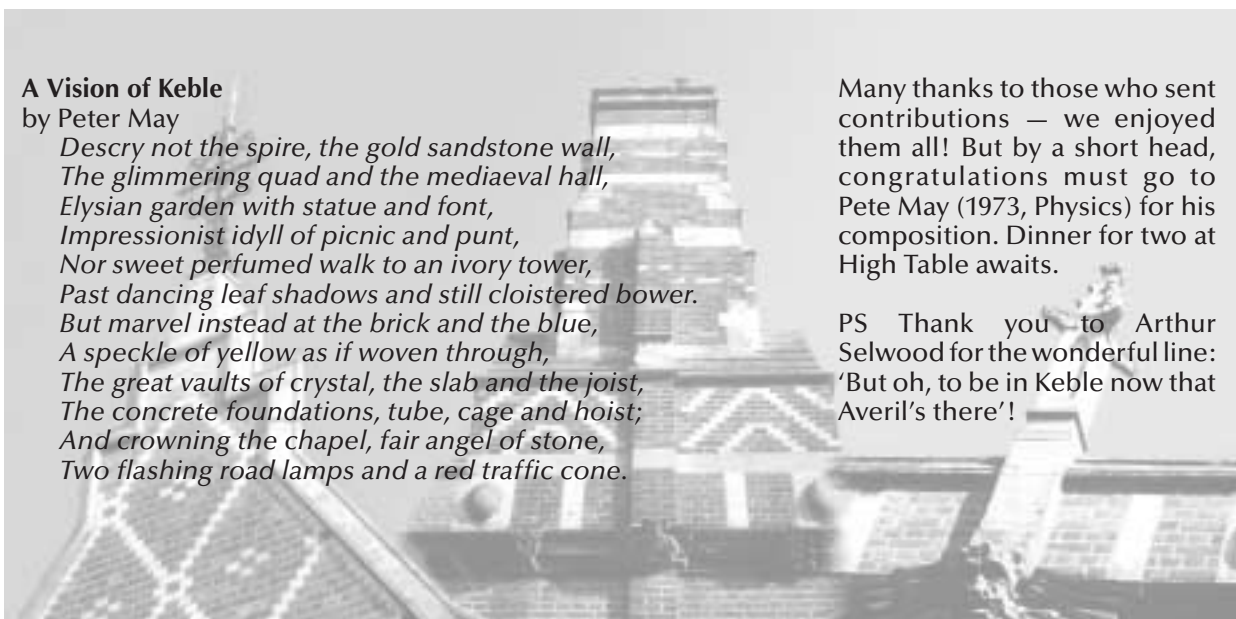 A Vision of Keble
by Peter May
Descry not the spire, the gold sandstone wall,
The glimmering quad and the mediaeval hall,
Elysian garden with statue and font,
Impressionist idyll of picnic and punt,
Nor sweet perfumed walk to an ivory tower,
Past dancing leaf shadows and still cloistered bower.
But marvel instead at the brick and the blue,
A speckle of yellow as if woven through,
The great vaults of crystal, the slab and the joist,
The concrete foundations, tube, cage and hoist;
And crowning the chapel, fair angel of stone,
Two flashing road lamps and a red traffic cone.
Many thanks to those who sent
contributions — we enjoyed
them all! But by a short head,
congratulations must go to
Pete May (1973, Physics) for his
composition. Dinner for two at
High Table awaits.
PS Thank you to Arthur
Selwood for the wonderful line:
‘But oh, to be in Keble now that
Averil’s there’!